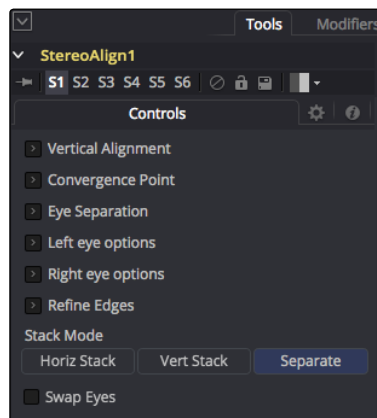 Tools Modifiers
StereoAlign1
S1 S2 S3 S4 S5 S6
Controls
Vertical Alignment
Convergence Point
Eye Separation
Left eye options
Right eye options
Refine Edges
Stack Mode
Horiz Stack Vert Stack Separate
Swap Eyes